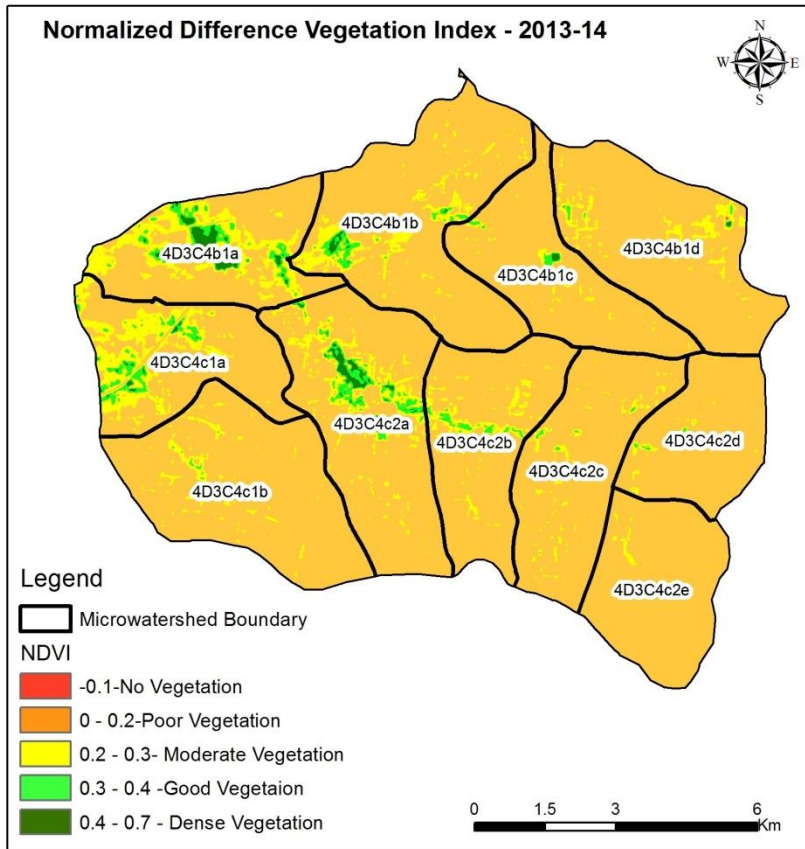 Normalized Difference Vegetation Index - 2013-14
N
W E
S
4D3C4b1a
4D3C4b1b
4D3C4b1c
4D3C4b1d
4D3C4c1a
4D3C4c2a
4D3C4c2b
4D3C4c2c
4D3C4c2d
4D3C4c1b
4D3C4c2e
Legend
Microwatershed Boundary
NDVI
-0.1-No Vegetation
0 - 0.2-Poor Vegetation
0.2 - 0.3- Moderate Vegetation
0.3 - 0.4 -Good Vegetaion
0.4 - 0.7 - Dense Vegetation
0 1.5 3 6
Km